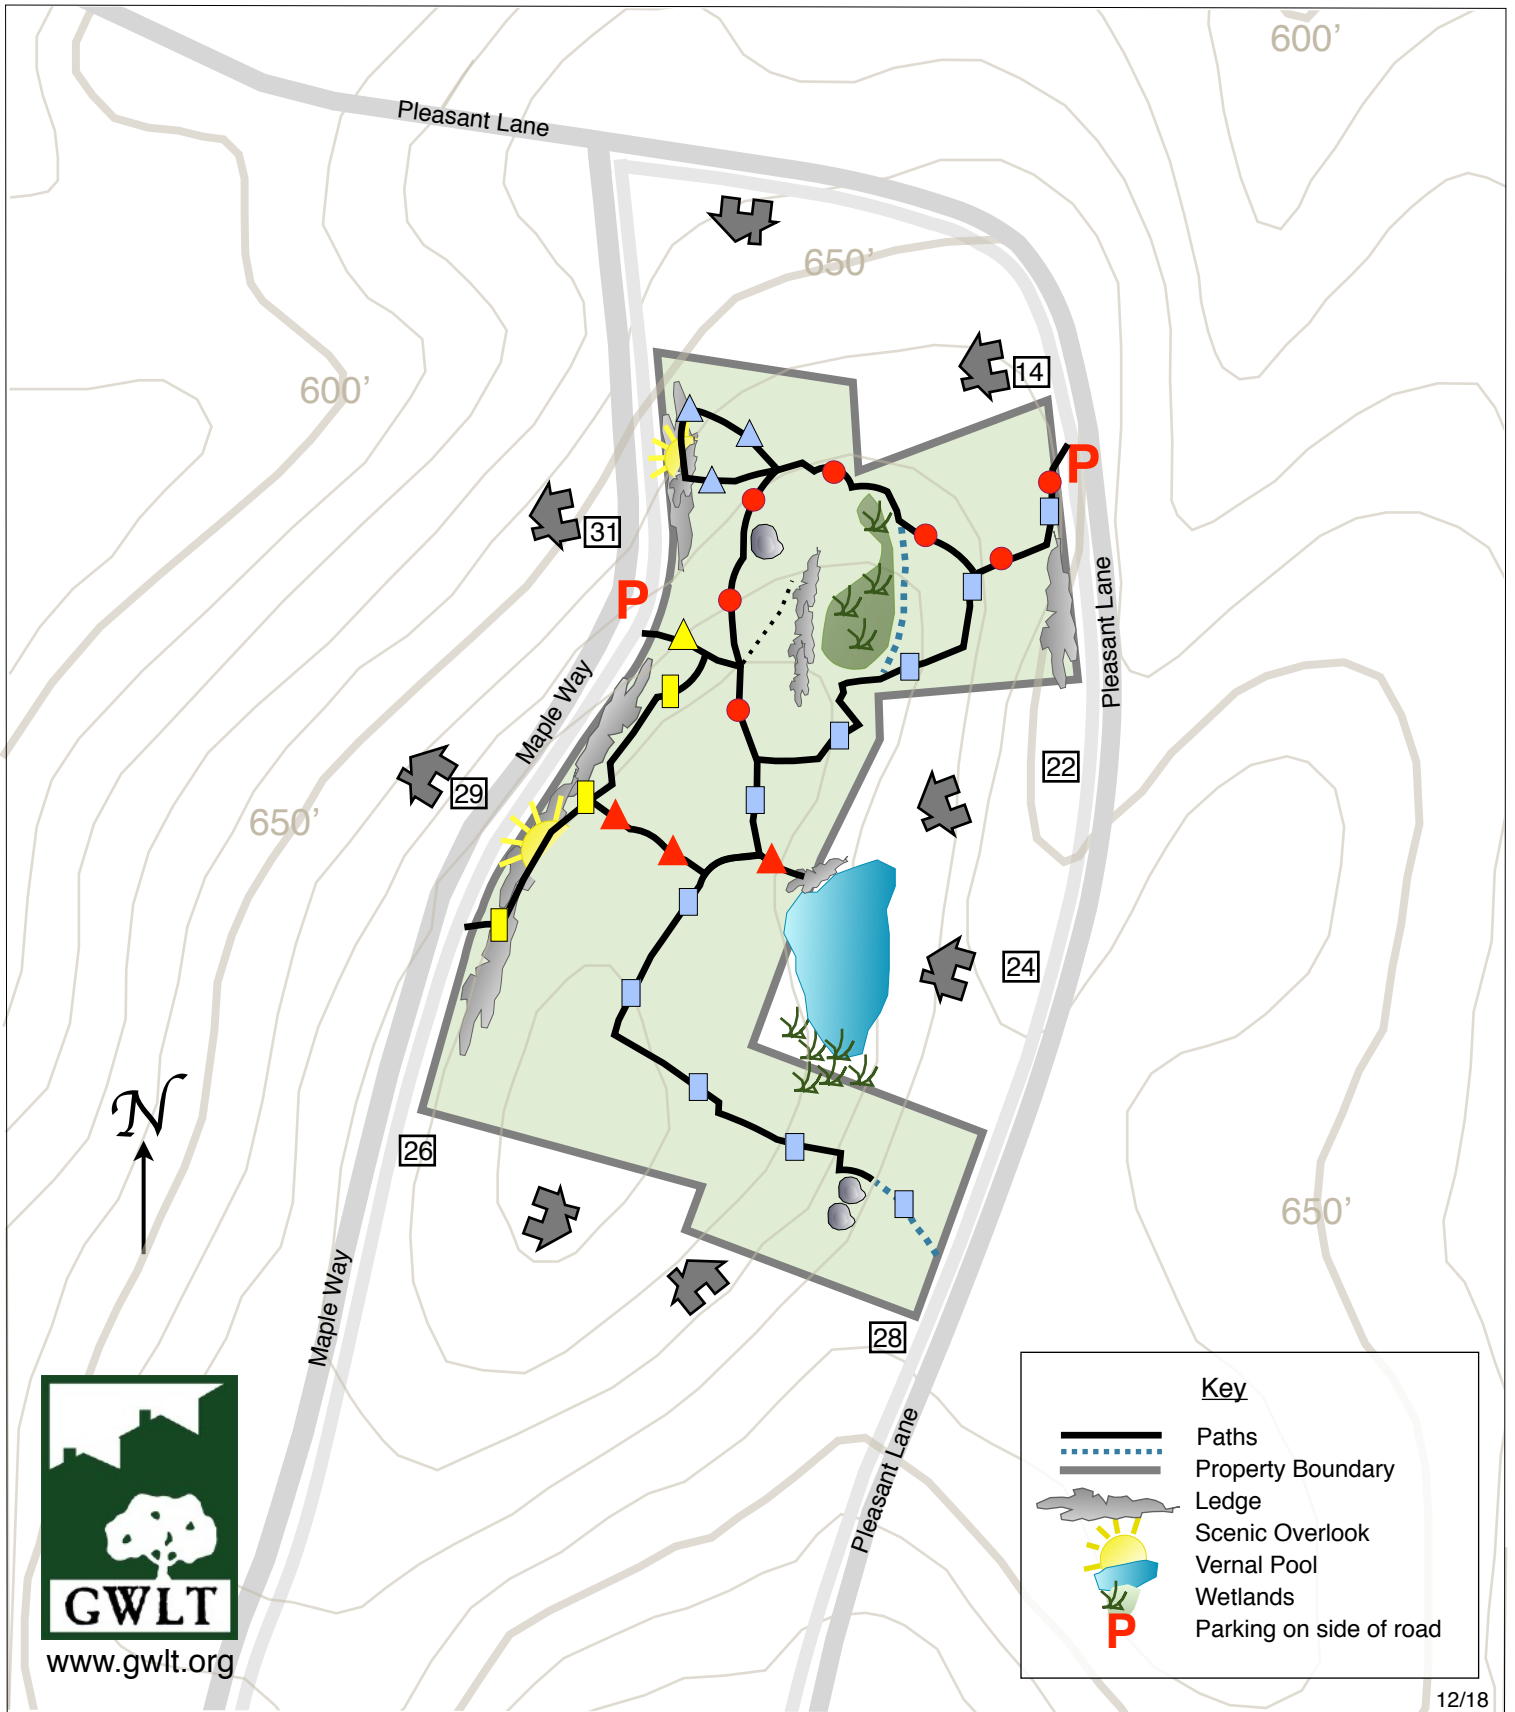 600’
Pleasant Lane
650’
14
600’
P
31
P
Pleasant Lane
Maple Way
22
29
650’
24
N
26
650’
Maple Way
28
Pleasant Lane
Key
Paths
Property Boundary
Ledge
Scenic Overlook
Vernal Pool
Wetlands
P Parking on side of road
GWLT
www.gwlt.org
12/18